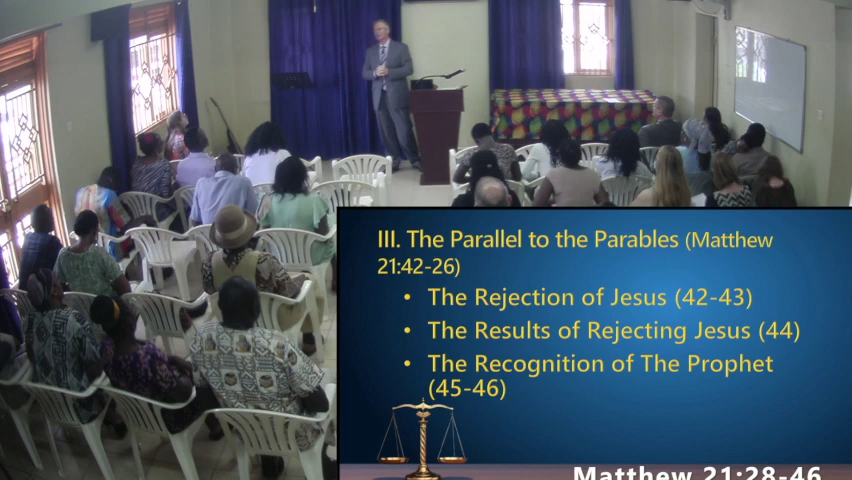 III. The Parallel to the Parables (Matthew
21:42-26)
• The Rejection of Jesus (42-43)
• The Results of Rejecting Jesus (44)
• The Recognition of The Prophet
(45-46)
Matthew 21:28-46